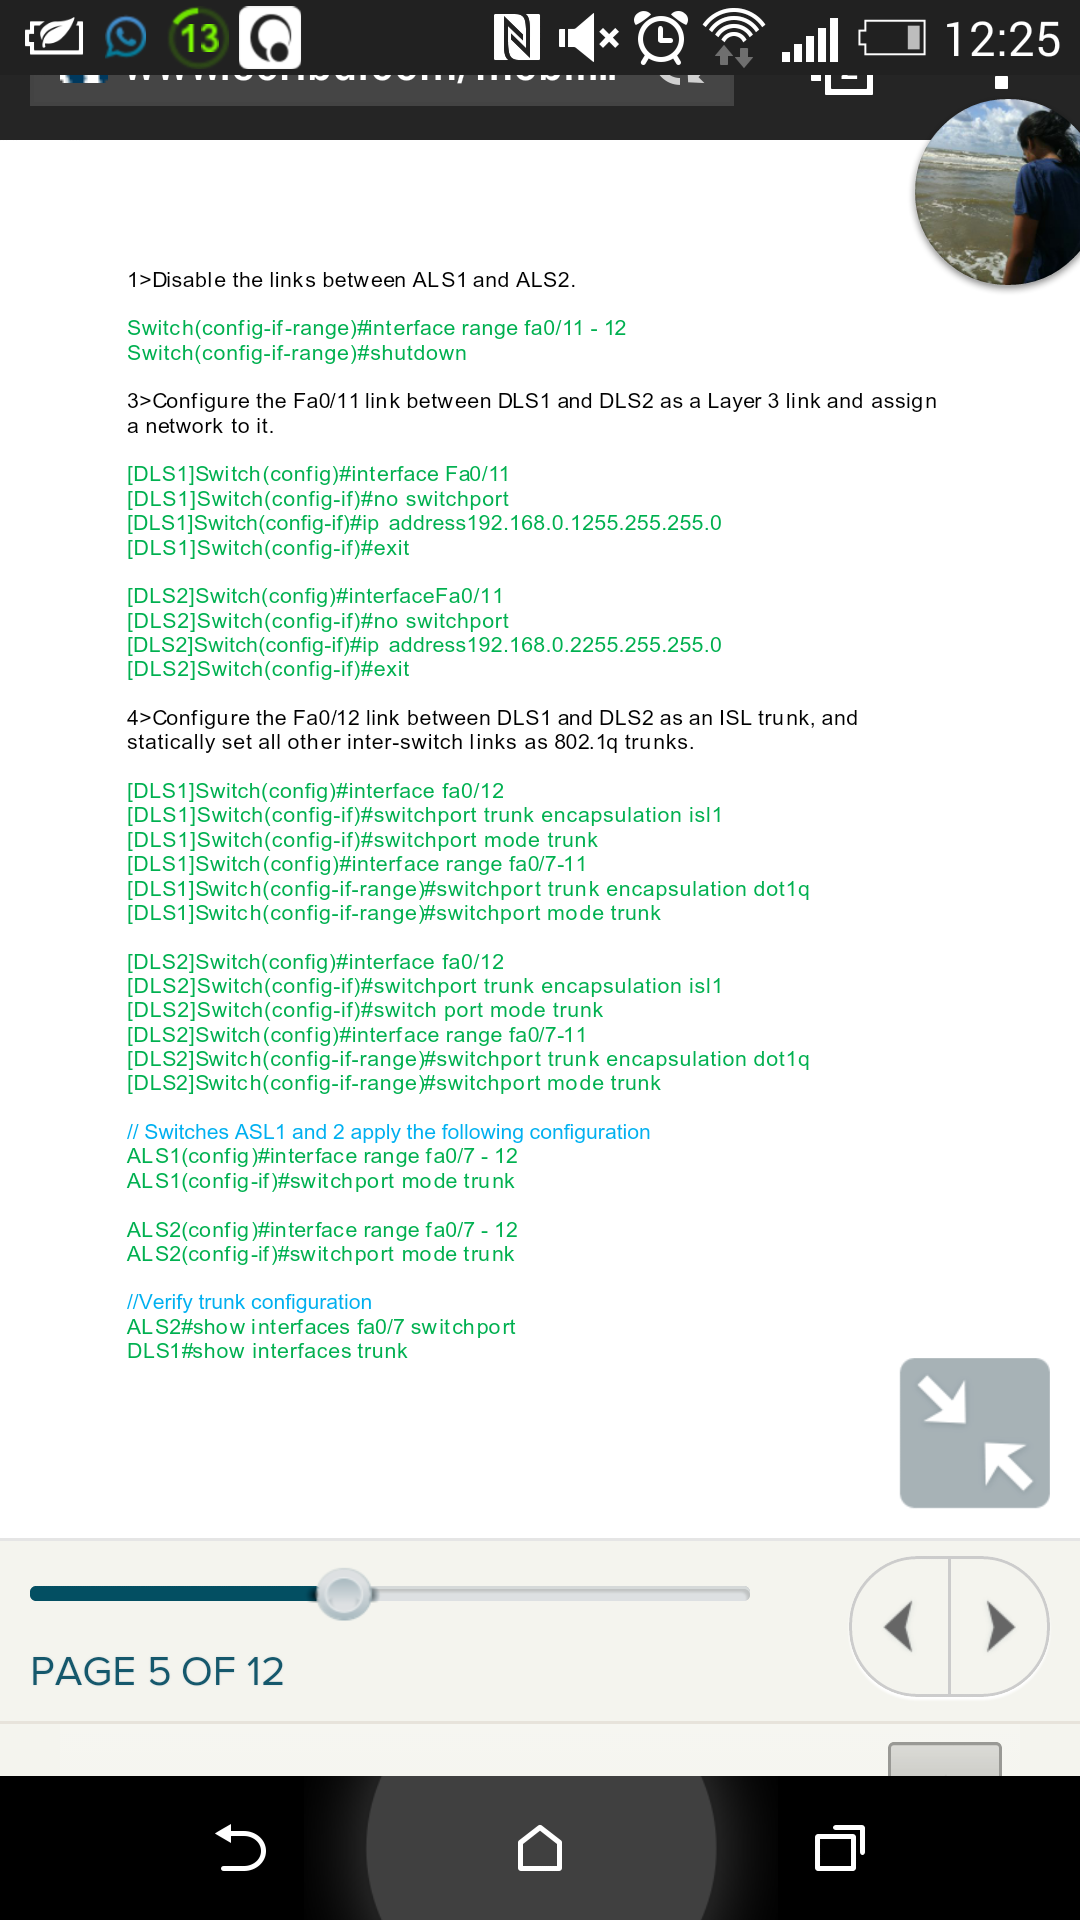 13
12:25
1>Disable the links between ALS1 and ALS2.
Switch(config-if-range)#interface range fa0/11 - 12
Switch(config-if-range)#shutdown
3>Configure the Fa0/11 link between DLS1 and DLS2 as a Layer 3 link and assign
a network to it.
[DLS1]Switch(config)#interface Fa0/11
[DLS1]Switch(config-if)#no switchport
[DLS1]Switch(config-if)#ip address192.168.0.1255.255.255.0
[DLS1]Switch(config-if)#exit
[DLS2]Switch(config)#interfaceFa0/11
[DLS2]Switch(config-if)#no switchport
[DLS2]Switch(config-if)#ip address192.168.0.2255.255.255.0
[DLS2]Switch(config-if)#exit
4>Configure the Fa0/12 link between DLS1 and DLS2 as an ISL trunk, and
statically set all other inter-switch links as 802.1q trunks.
[DLS1]Switch(config)#interface fa0/12
[DLS1]Switch(config-if)#switchport trunk encapsulation isl1
[DLS1]Switch(config-if)#switchport mode trunk
[DLS1]Switch(config)#interface range fa0/7-11
[DLS1]Switch(config-if-range)#switchport trunk encapsulation dot1q
[DLS1]Switch(config-if-range)#switchport mode trunk
[DLS2]Switch(config)#interface fa0/12
[DLS2]Switch(config-if)#switchport trunk encapsulation isl1
[DLS2]Switch(config-if)#switch port mode trunk
[DLS2]Switch(config)#interface range fa0/7-11
[DLS2]Switch(config-if-range)#switchport trunk encapsulation dot1q
[DLS2]Switch(config-if-range)#switchport mode trunk
// Switches ASL1 and 2 apply the following configuration
ALS1(config)#interface range fa0/7 - 12
ALS1(config-if)#switchport mode trunk
ALS2(config)#interface range fa0/7 - 12
ALS2(config-if)#switchport mode trunk
//Verify trunk configuration
ALS2#show interfaces fa0/7 switchport
DLS1#show interfaces trunk
PAGE 5 OF 12